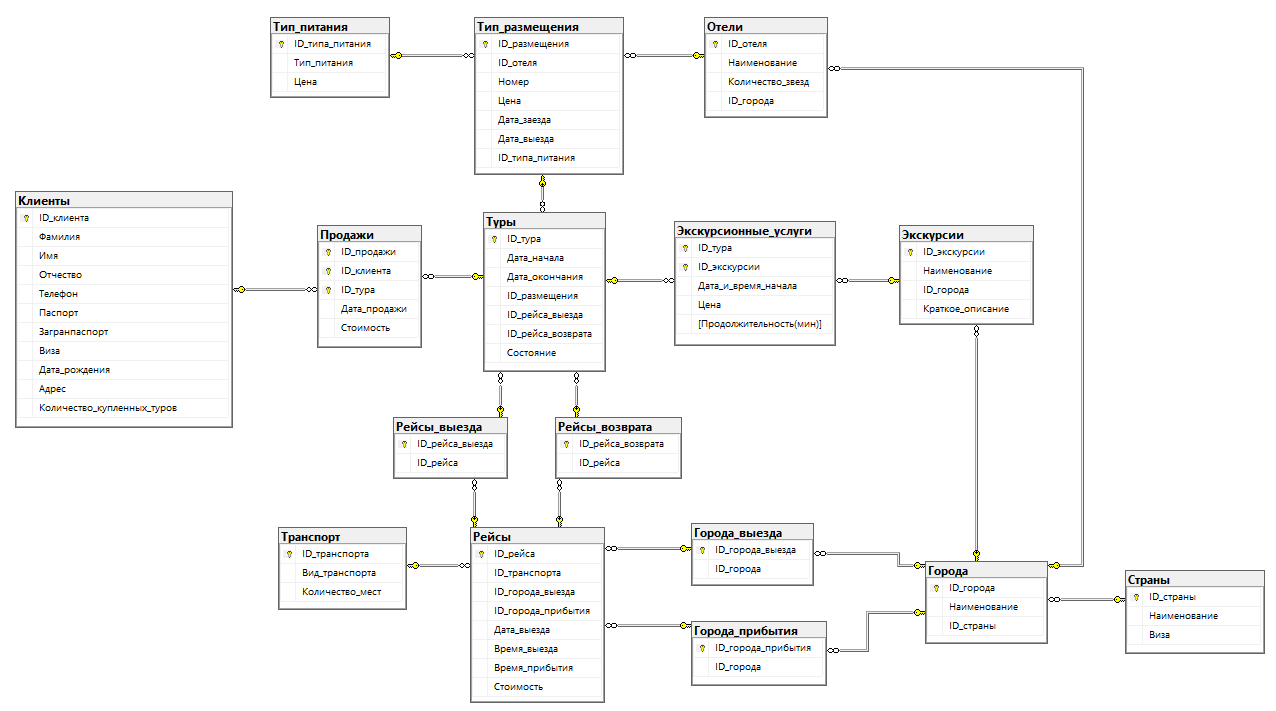 Тип_питания
ID_типа_питания
Тип_питания
Цена
Тип_размещения
ID_размещения
ID_отеля
Номер
Цена
Дата_заезда
Дата_выезда
ID_типа_питания
Отели
ID_отеля
Наименование
Количество_звезд
ID_города
Клиенты
ID_клиента
Фамилия
Имя
Отчество
Телефон
Паспорт
Загранпаспорт
Виза
Дата_рождения
Адрес
Количество_купленных_туров
Продажи
ID_продажи
ID_клиента
ID_тура
Дата_продажи
Стоимость
Туры
ID_тура
Дата_начала
Дата_окончания
ID_размещения
ID_рейса_выезда
ID_рейса_возврата
Состояние
Экскурсионные_услуги
ID_тура
ID_экскурсии
Дата_и_время_начала
Цена
[Продолжительность(мин)]
Экскурсии
ID_экскурсии
Наименование
ID_города
Краткое_описание
Рейсы_выезда
ID_рейса_выезда
ID_рейса
Рейсы_возврата
ID_рейса_возврата
ID_рейса
Транспорт
ID_транспорта
Вид_транспорта
Количество_мест
Рейсы
ID_рейса
ID_транспорта
ID_города_выезда
ID_города_прибытия
Дата_выезда
Время_выезда
Время_прибытия
Стоимость
Города_выезда
ID_города_выезда
ID_города
Города_прибытия
ID_города_прибытия
ID_города
Города
ID_города
Наименование
ID_страны
Страны
ID_страны
Наименование
Виза